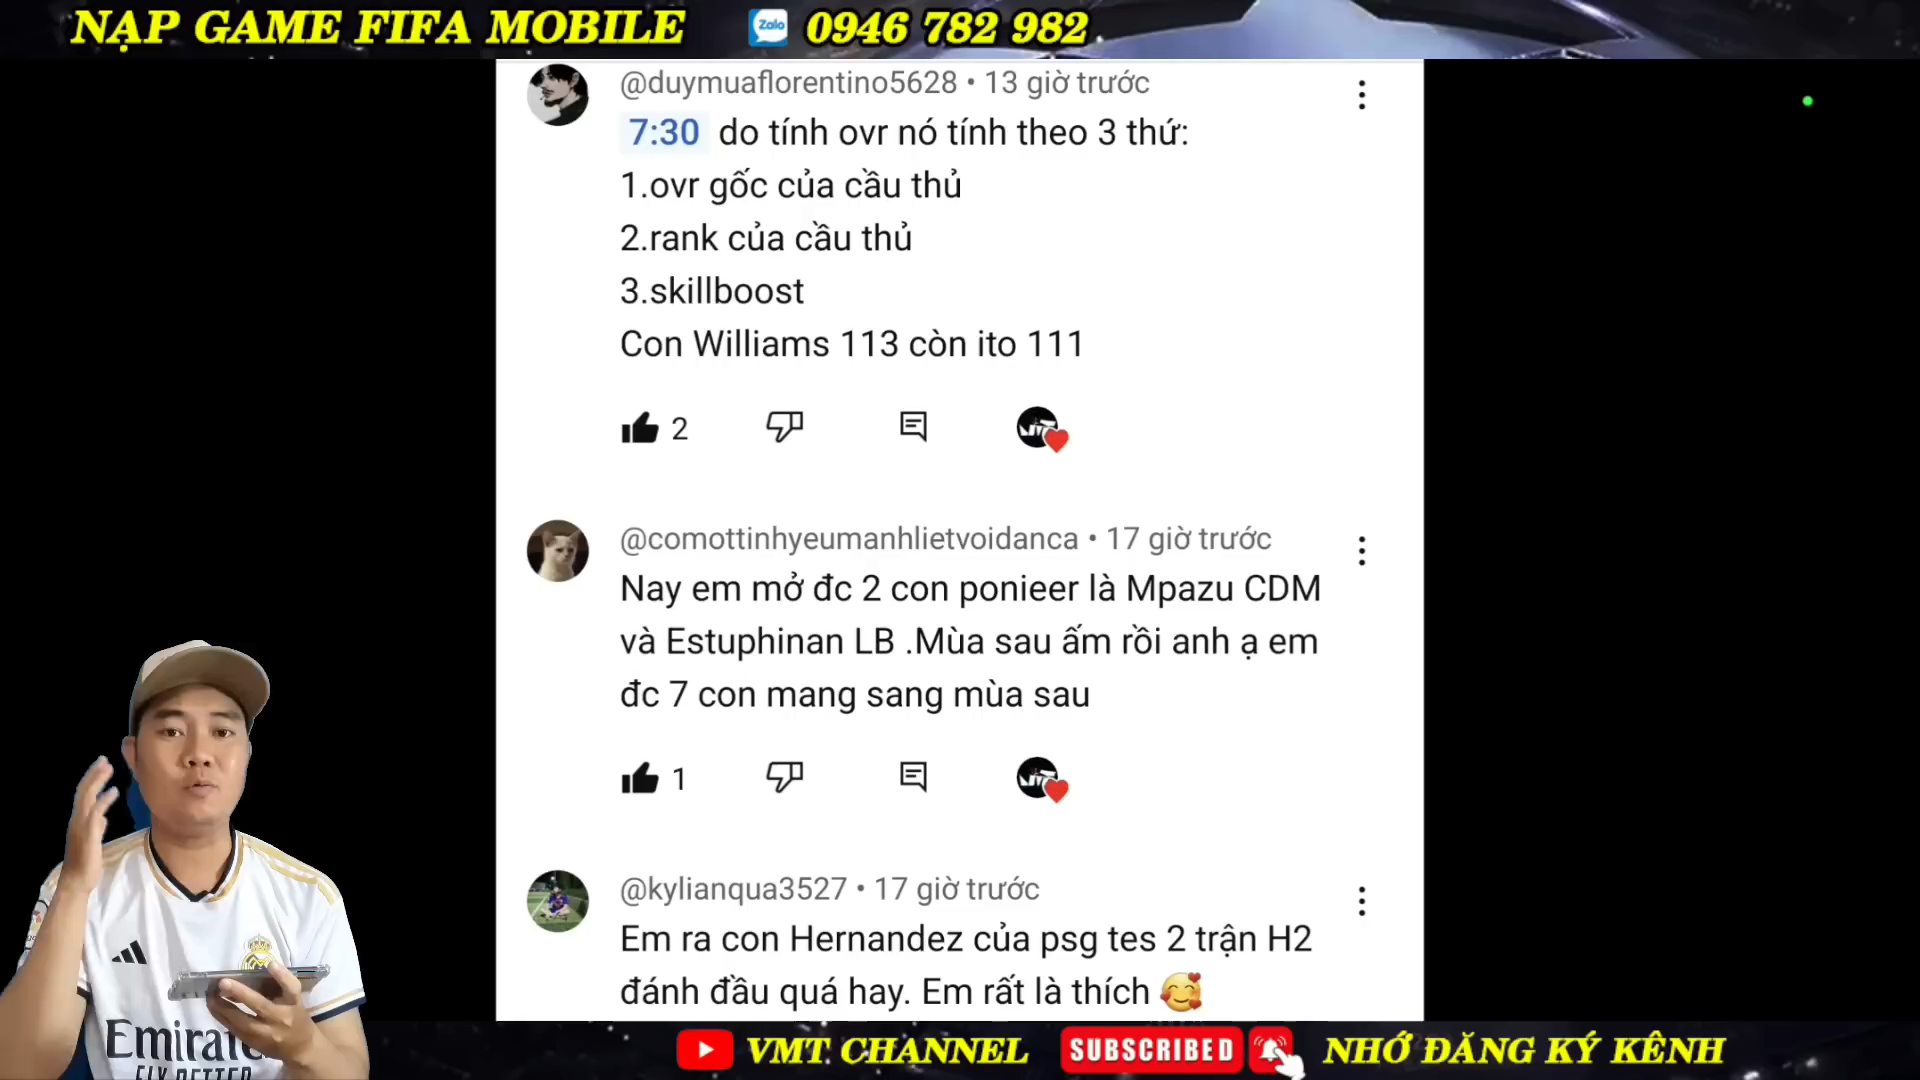 NẠP GAME FIFA MOBILE Zalo 0946 782 982
@duymuaflorentino5628 • 13 giờ trước
7:30 do tính ovr nó tính theo 3 thứ:
1.ovr gốc của cầu thủ
2.rank của cầu thủ
3.skillboost
Con Williams 113 còn ito 111
2
@comottinhyeumanhlietvoidanca • 17 giờ trước
Nay em mở đc 2 con ponieer là Mpazu CDM
và Estuphinan LB .Mùa sau ấm rồi anh ạ em
đc 7 con mang sang mùa sau
1
@kylianqua3527 • 17 giờ trước
Em ra con Hernandez của psg tes 2 trận H2
đánh đầu quá hay. Em rất là thích 🥰
Emirate
FLY BETTER
VMT CHANNEL SUBSCRIBED NHỚ ĐĂNG KÝ KÊNH